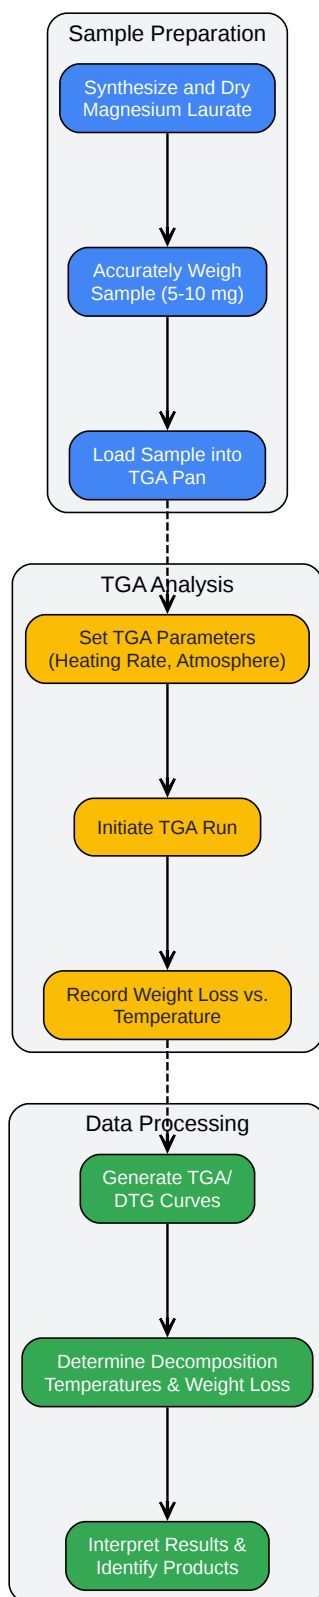 Sample Preparation
Synthesize and Dry
Magnesium Laurate
Accurately Weigh
Sample (5-10 mg)
Load Sample into
TGA Pan
TGA Analysis
Set TGA Parameters
(Heating Rate, Atmosphere)
Initiate TGA Run
Record Weight Loss vs.
Temperature
Data Processing
Generate TGA/
DTG Curves
Determine Decomposition
Temperatures & Weight Loss
Interpret Results &
Identify Products